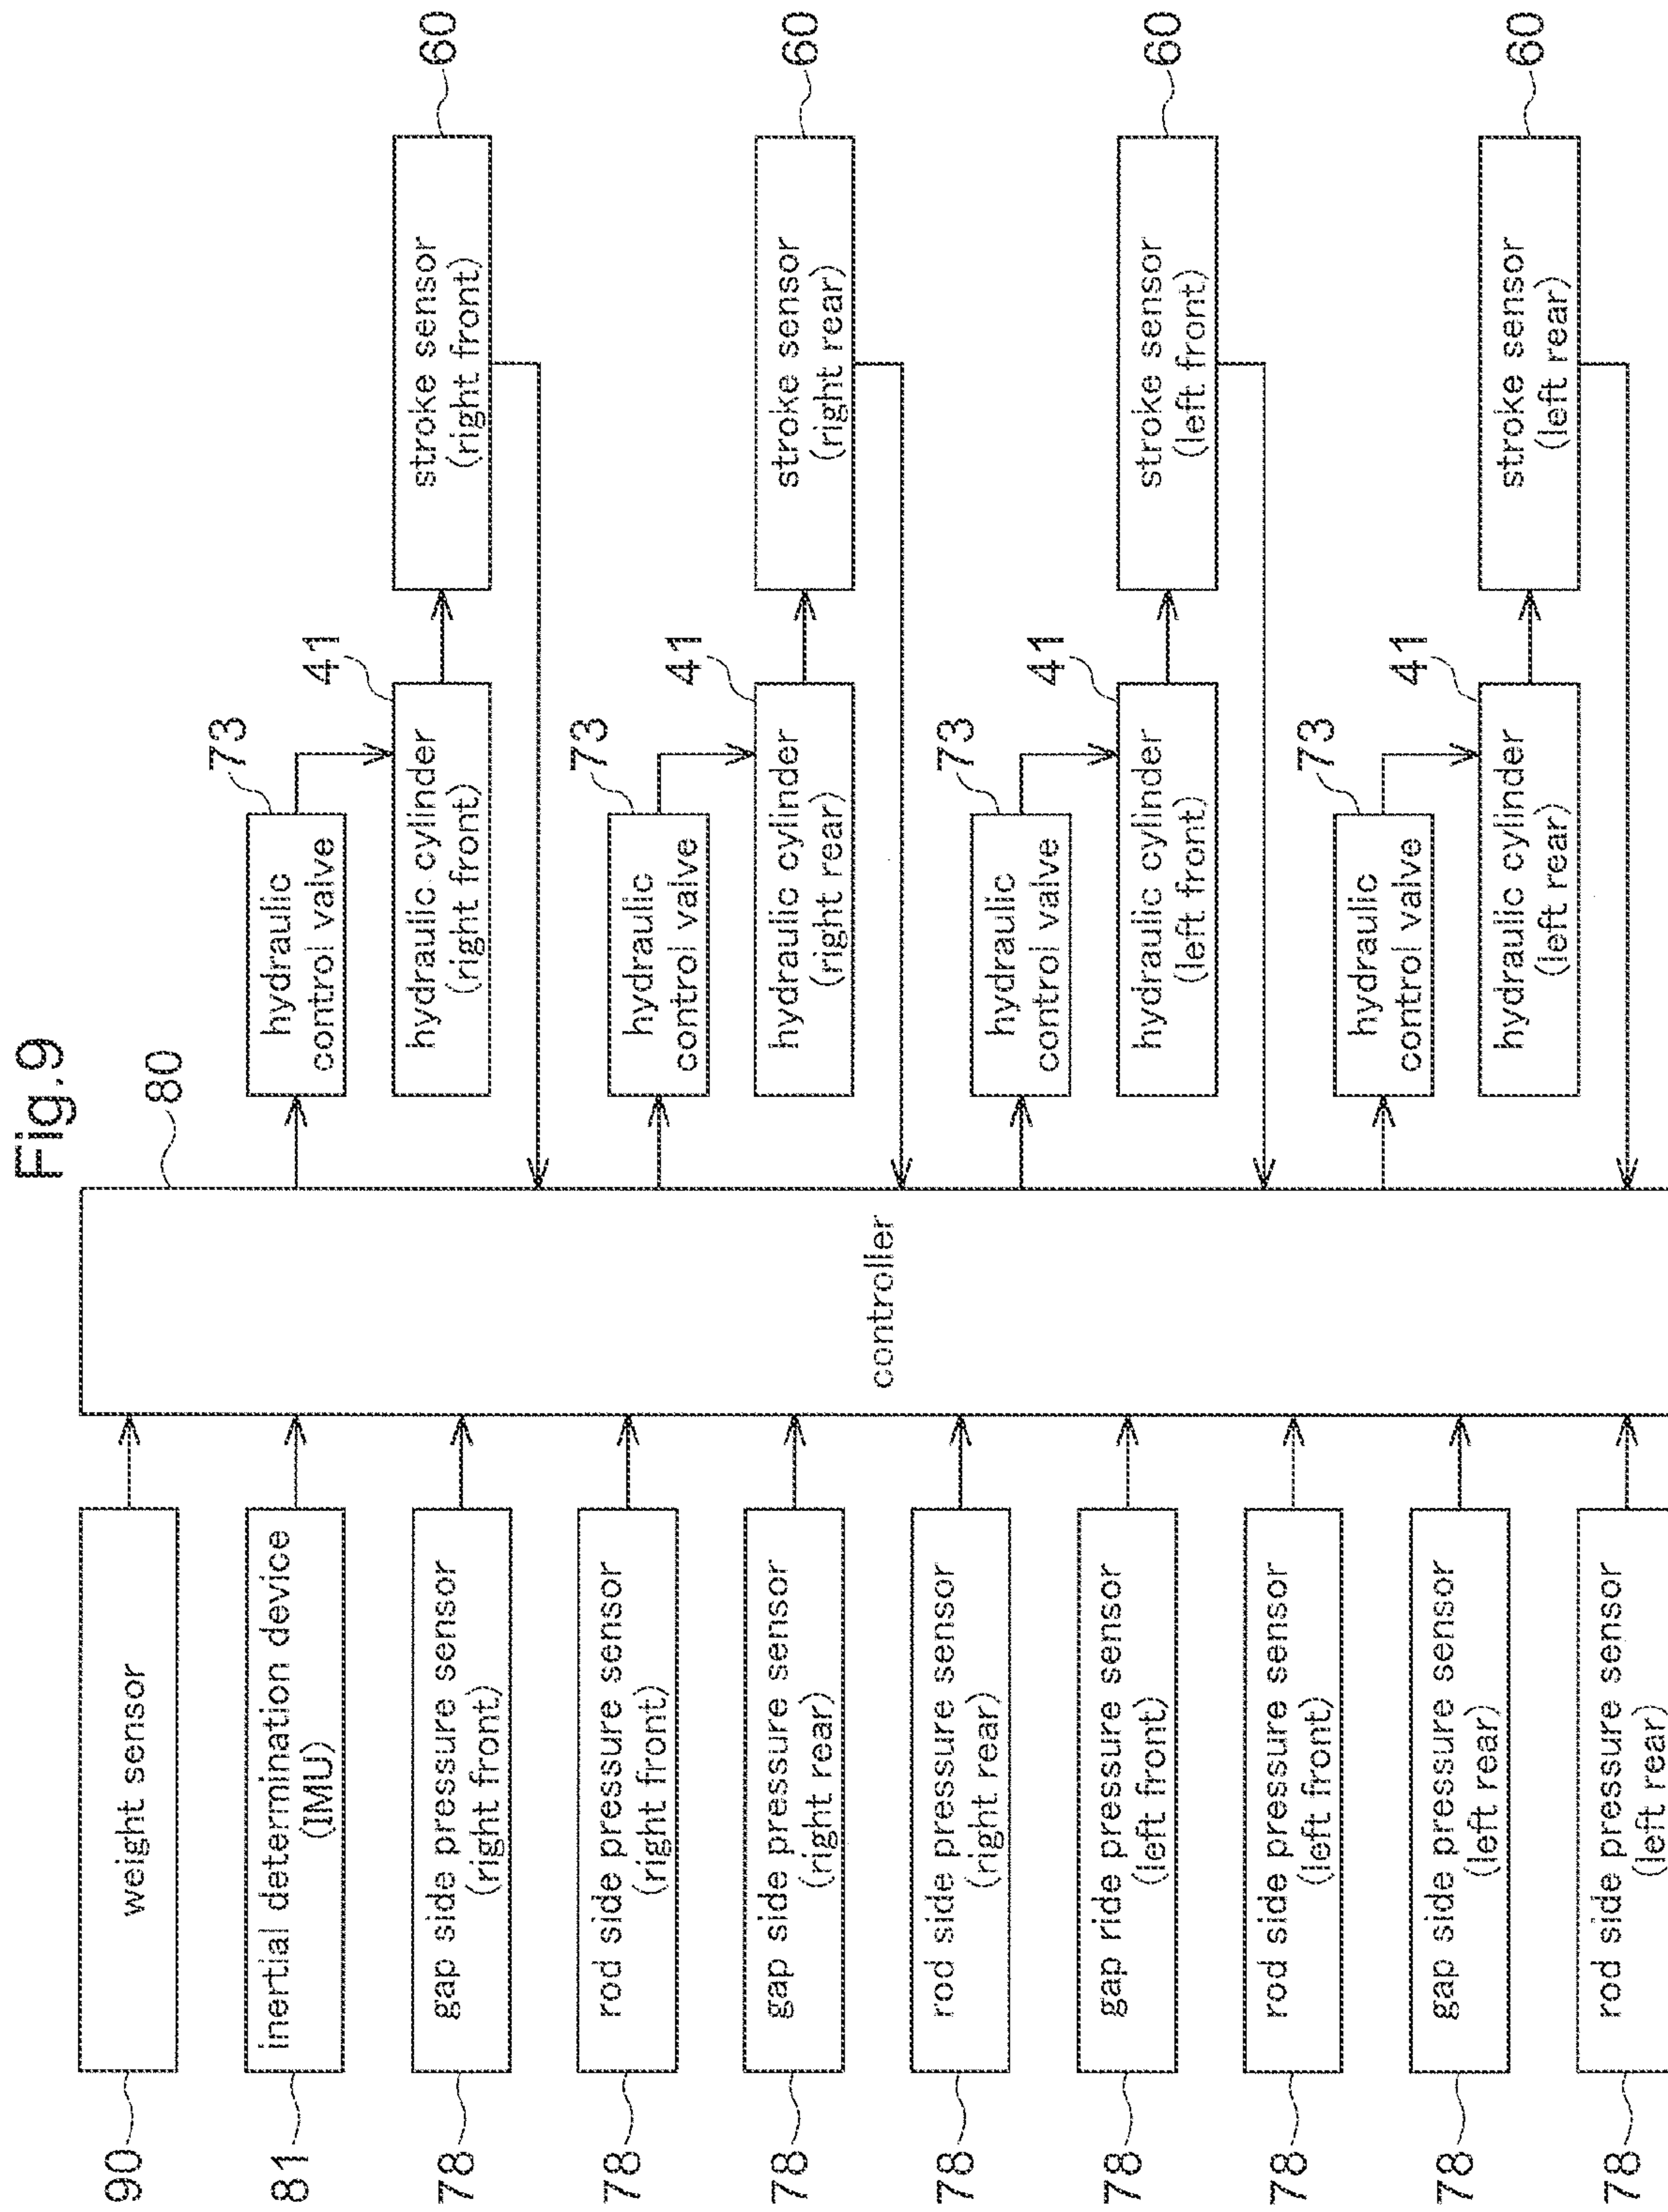 Fig.9
90
weight sensor
81
inertial determination device
(IMU)
78
gap side pressure sensor
(right front)
78
rod side pressure sensor
(right front)
78
gap side pressure sensor
(right rear)
78
rod side pressure sensor
(right rear)
78
gap ride pressure sensor
(left front)
78
rod side pressure sensor
(left front)
78
gap side pressure sensor
(left rear)
78
rod side pressure sensor
(left rear)
80
controller
73
hydraulic
control valve
41
hydraulic cylinder
(right front)
60
stroke sensor
(right front)
73
hydraulic
control valve
41
hydraulic cylinder
(right rear)
60
stroke sensor
(right rear)
73
hydraulic
control valve
41
hydraulic cylinder
(left front)
60
stroke sensor
(left front)
73
hydraulic
control valve
41
hydraulic cylinder
(left rear)
60
stroke sensor
(left rear)